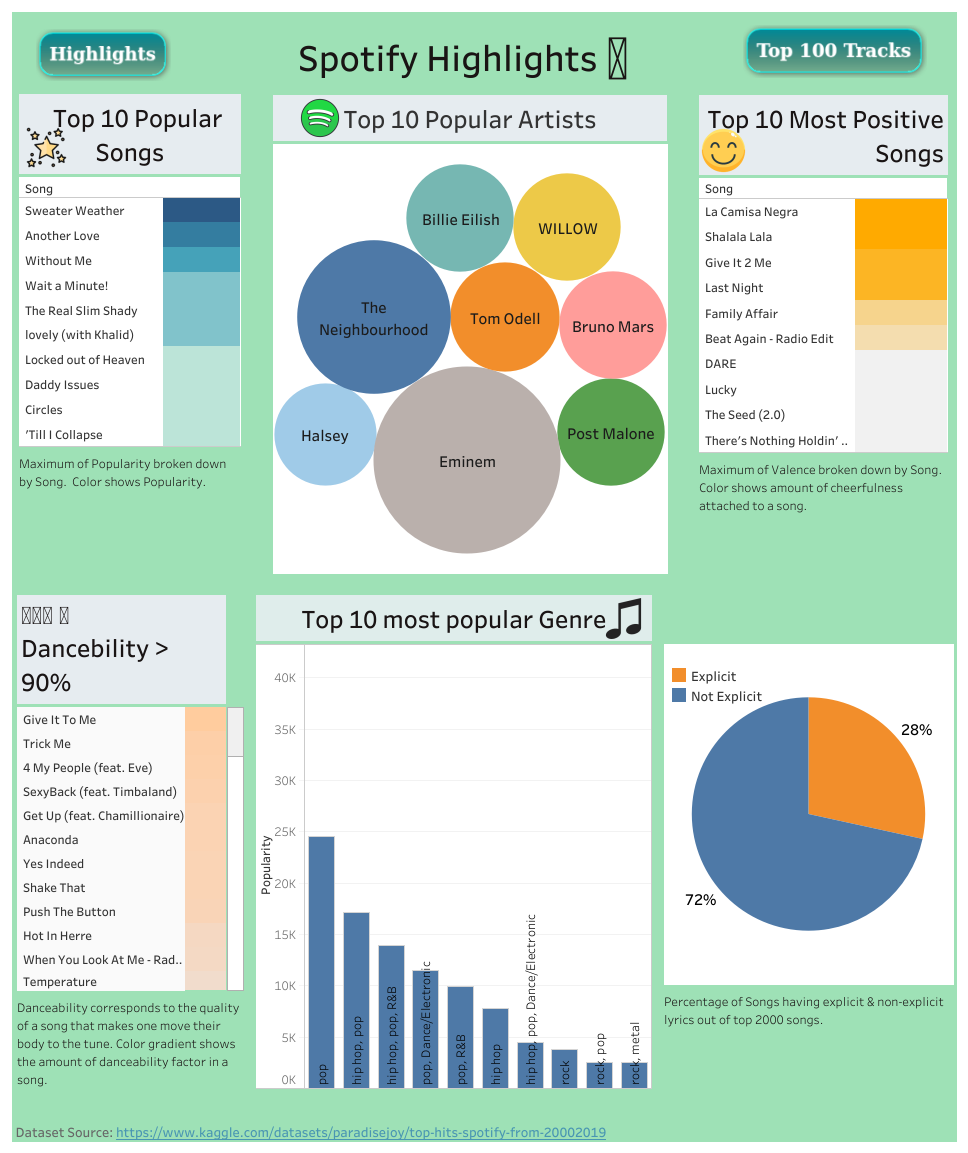 Highlights
Spotify Highlights
Top 100 Tracks
Top 10 Popular
Songs
Song
Sweater Weather
Another Love
Without Me
Wait a Minute!
The Real Slim Shady
lovely (with Khalid)
Locked out of Heaven
Daddy Issues
Circles
'Till I Collapse
Maximum of Popularity broken down
by Song.  Color shows Popularity.
Top 10 Popular Artists
Billie Eilish
WILLOW
The
Neighbourhood
Tom Odell
Bruno Mars
Halsey
Eminem
Post Malone
Top 10 Most Positive
Songs
Song
La Camisa Negra
Shalala Lala
Give It 2 Me
Last Night
Family Affair
Beat Again - Radio Edit
DARE
Lucky
The Seed (2.0)
There's Nothing Holdin' ..
Maximum of Valence broken down by Song.
Color shows amount of cheerfulness
attached to a song.
Dancebility >
90%
Give It To Me
Trick Me
4 My People (feat. Eve)
SexyBack (feat. Timbaland)
Get Up (feat. Chamillionaire)
Anaconda
Yes Indeed
Shake That
Push The Button
Hot In Herre
When You Look At Me - Rad..
Temperature
Danceability corresponds to the quality
of a song that makes one move their
body to the tune. Color gradient shows
the amount of danceability factor in a
song.
Top 10 most popular Genre
Popularity
40K
35K
30K
25K
20K
15K
10K
5K
0K
pop
hip hop, pop
hip hop, pop, R&B
pop, Dance/Electronic
pop, R&B
hip hop
hip hop, pop, Dance/Electronic
rock
rock, pop
rock, metal
Explicit
Not Explicit
28%
72%
Percentage of Songs having explicit & non-explicit
lyrics out of top 2000 songs.
Dataset Source: https://www.kaggle.com/datasets/paradisejoy/top-hits-spotify-from-20002019